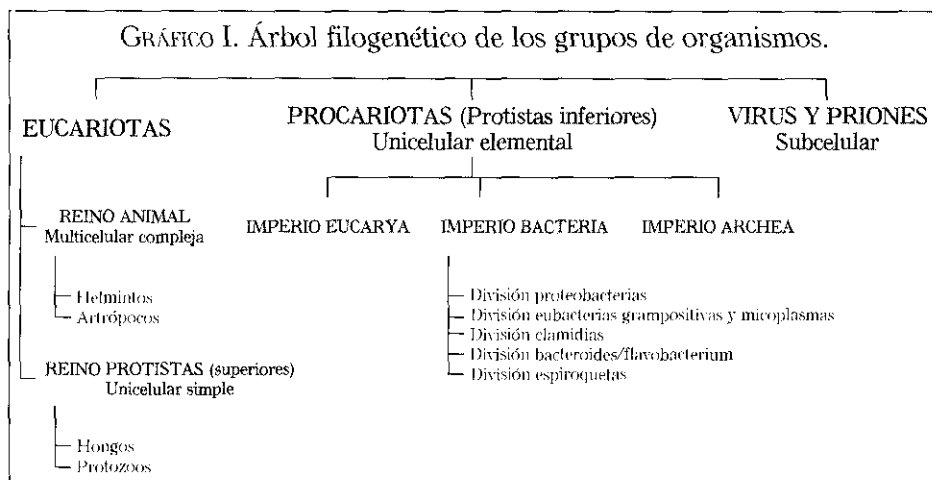 GRÁFICO I. Árbol filogenético de los grupos de organismos.
EUCARIOTAS
PROCARIOTAS (Protistas inferiores)
Unicelular elemental
VIRUS Y PRIONES
Subcelular
REINO ANIMAL
Multicelular compleja
Helmintos
Artrópocos
REINO PROTISTAS (superiores)
Unicelular simple
Hongos
Protozoos
IMPERIO EUCARYA
IMPERIO BACTERIA
IMPERIO ARCHEA
División proteobacterias
División eubacterias grampositivas y micoplasmas
División clamidias
División bacteroides/flavobacterium
División espiroquetas